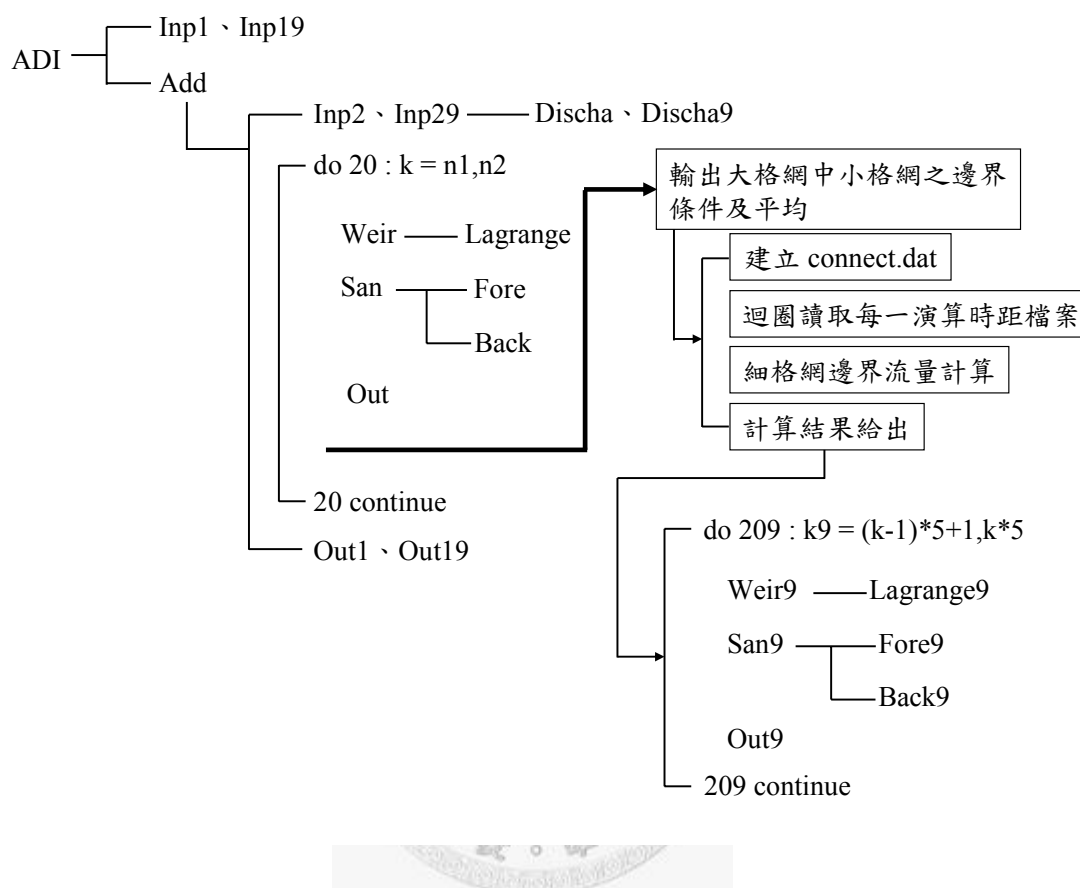 Inp1、Inp19
ADI
Add
Inp2、Inp29
Discha、Discha9
do 20 : k = n1,n2
Weir
Lagrange
San
Fore
Back
Out
20 continue
Out1、Out19
輸出大格網中小格網之邊界
條件及平均
建立 connect.dat
迴圈讀取每一演算時距檔案
細格網邊界流量計算
計算結果給出
do 209 : k9 = (k-1)*5+1,k*5
Weir9
Lagrange9
San9
Fore9
Back9
Out9
209 continue